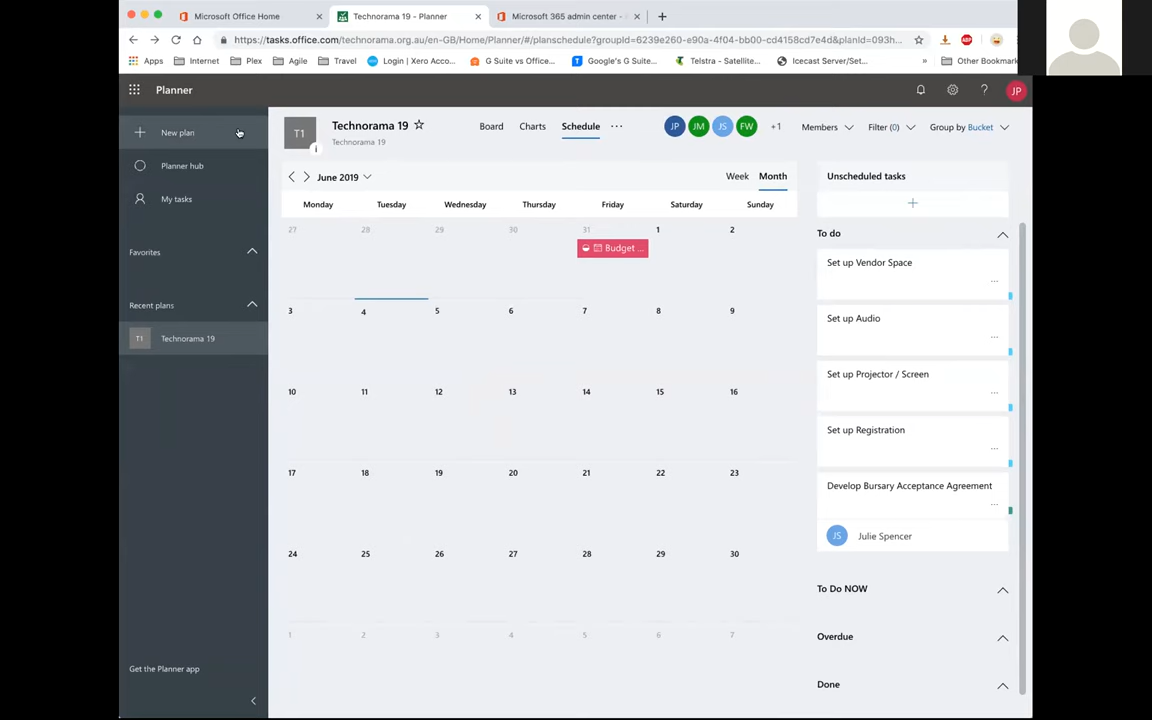 Microsoft Office Home
Technorama 19 - Planner
Microsoft 365 admin center -
https://tasks.office.com/technorama.org.au/en-GB/Home/Planner/#/planschedule?groupId=6239e260-e90a-4f04-bb00-cd4158cd7e4d&planId=093h...
ABP
Apps
Internet
Plex
Agile
Travel
Login | Xero Acco...
G Suite vs Office...
Google's G Suite...
Telstra - Satellite...
Icecast Server/Set...
»
Other Bookmark
Planner
?
JP
New plan
Planner hub
My tasks
Favorites
Recent plans
T1 Technorama 19
Get the Planner app
T1
Technorama 19
Technorama 19
Board
Charts
Schedule
...
JP JM JS FW +1
Members
Filter (0)
Group by Bucket
June 2019
Week
Month
Monday Tuesday Wednesday Thursday Friday Saturday Sunday
27 28 29 30 31 1 2
Budget ...
3 4 5 6 7 8 9
10 11 12 13 14 15 16
17 18 19 20 21 22 23
24 25 26 27 28 29 30
1 2 3 4 5 6 7
Unscheduled tasks
To do
Set up Vendor Space
...
Set up Audio
...
Set up Projector / Screen
...
Set up Registration
...
Develop Bursary Acceptance Agreement
...
JS Julie Spencer
To Do NOW
Overdue
Done